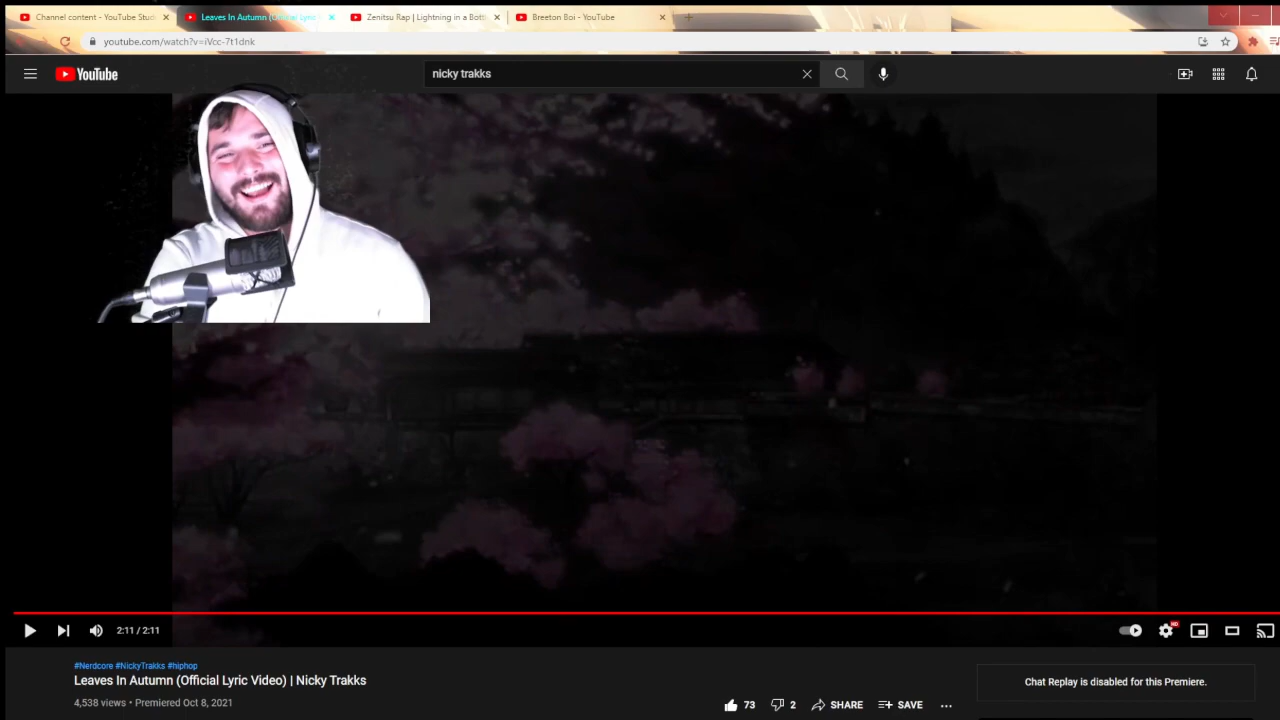 Channel content - YouTube Stud
Leaves In Autumn (Official Lyric
Zenitsu Rap | Lightning in a Bott
Breeton Boi - YouTube
youtube.com/watch?v=iVcc-7t1dnk
YouTube
nicky trakks
2:11 / 2:11
HD
#Nerdcore #NickyTrakks #hiphop
Leaves In Autumn (Official Lyric Video) | Nicky Trakks
4,538 views • Premiered Oct 8, 2021
73
2
SHARE
SAVE
Chat Replay is disabled for this Premiere.